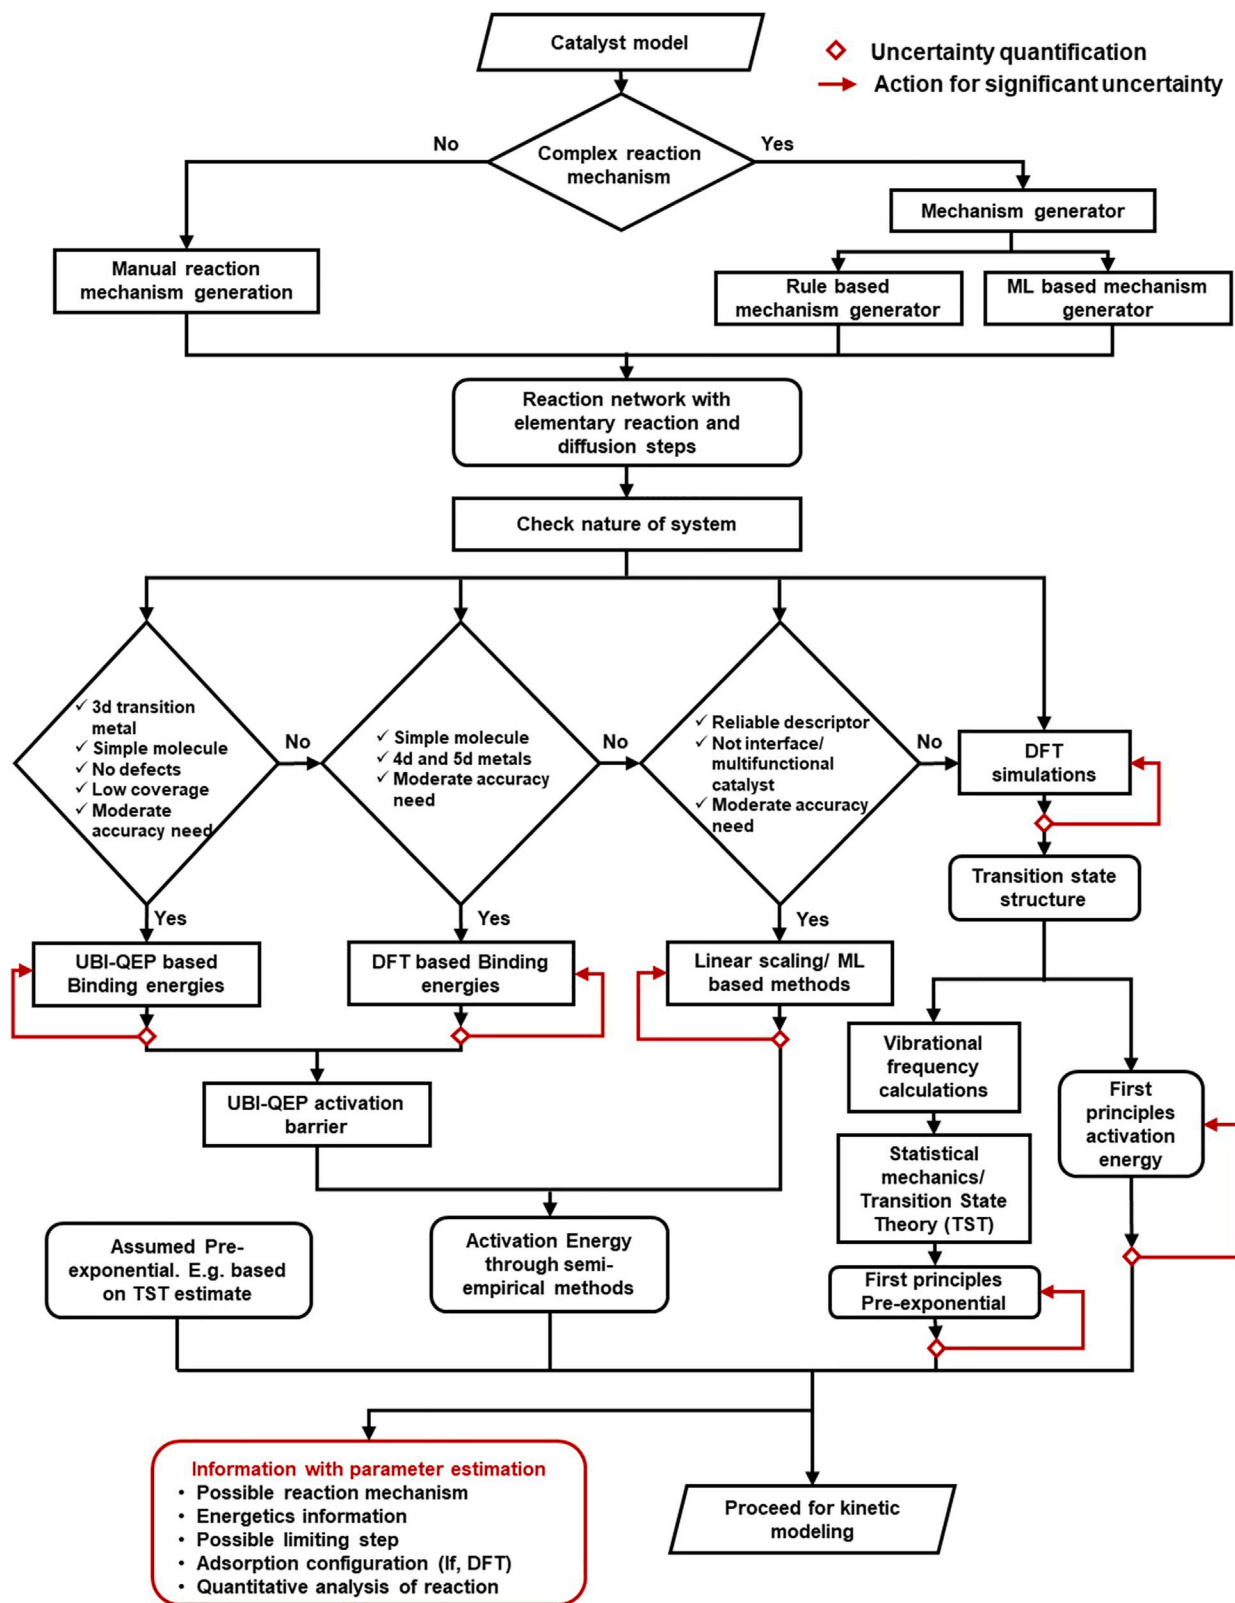 Catalyst model
Uncertainty quantification
Action for significant uncertainty
No
Complex reaction
mechanism
Yes
Mechanism generator
Manual reaction
mechanism generation
Rule based
mechanism generator
ML based mechanism
generator
Reaction network with
elementary reaction and
diffusion steps
Check nature of system
✓ 3d transition
metal
✓ Simple molecule
✓ No defects
✓ Low coverage
✓ Moderate
accuracy need
No
✓ Simple molecule
✓ 4d and 5d metals
✓ Moderate accuracy
need
No
✓ Reliable descriptor
✓ Not interface/
multifunctional
catalyst
✓ Moderate accuracy
need
No
DFT
simulations
Transition state
structure
Yes
Yes
Yes
UBI-QEP based
Binding energies
DFT based Binding
energies
Linear scaling/ ML
based methods
Vibrational
frequency
calculations
First
principles
activation
energy
UBI-QEP activation
barrier
Statistical
mechanics/
Transition State
Theory (TST)
Assumed Pre-
exponential. E.g. based
on TST estimate
Activation Energy
through semi-
empirical methods
First principles
Pre-exponential
Information with parameter estimation
• Possible reaction mechanism
• Energetics information
• Possible limiting step
• Adsorption configuration (If, DFT)
• Quantitative analysis of reaction
Proceed for kinetic
modeling